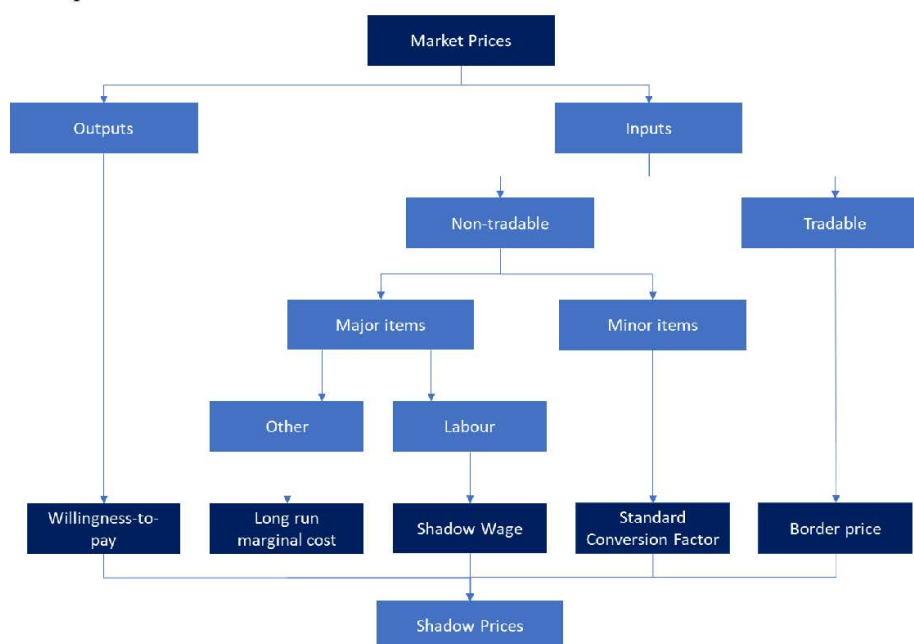 Market Prices
Outputs
Inputs
Non-tradable
Tradable
Major items
Minor items
Other
Labour
Willingness-to-
pay
Long run
marginal cost
Shadow Wage
Standard
Conversion Factor
Border price
Shadow Prices